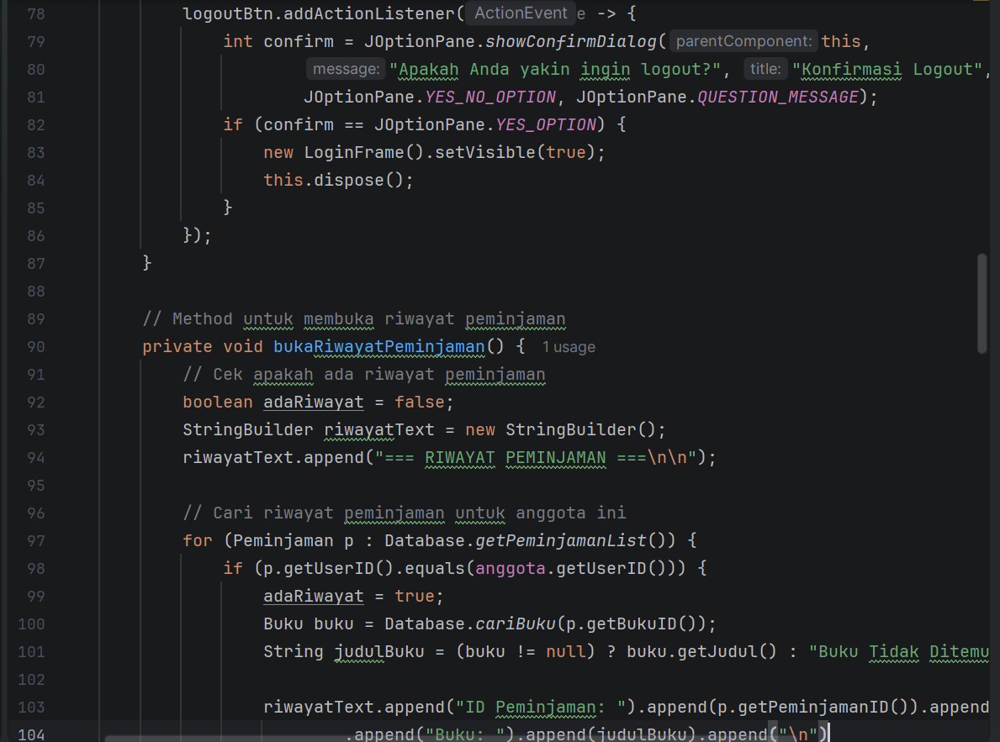 78 logoutBtn.addActionListener( ActionEvent e -> {
79 int confirm = JOptionPane.showConfirmDialog( parentComponent: this,
80 message: "Apakah Anda yakin ingin logout?", title: "Konfirmasi Logout",
81 JOptionPane.YES_NO_OPTION, JOptionPane.QUESTION_MESSAGE);
82 if (confirm == JOptionPane.YES_OPTION) {
83 new LoginFrame().setVisible(true);
84 this.dispose();
85 }
86 });
87 }
88
89 // Method untuk membuka riwayat peminjaman
90 private void bukaRiwayatPeminjaman() { 1 usage
91 // Cek apakah ada riwayat peminjaman
92 boolean adaRiwayat = false;
93 StringBuilder riwayatText = new StringBuilder();
94 riwayatText.append("=== RIWAYAT PEMINJAMAN ===\n\n");
95
96 // Cari riwayat peminjaman untuk anggota ini
97 for (Peminjaman p : Database.getPeminjamanList()) {
98 if (p.getUserID().equals(anggota.getUserID())) {
99 adaRiwayat = true;
100 Buku buku = Database.cariBuku(p.getBukuID());
101 String judulBuku = (buku != null) ? buku.getJudul() : "Buku Tidak Ditemu
102
103 riwayatText.append("ID Peminjaman: ").append(p.getPeminjamanID()).append
104 .append("Buku: ").append(judulBuku).append("\n")